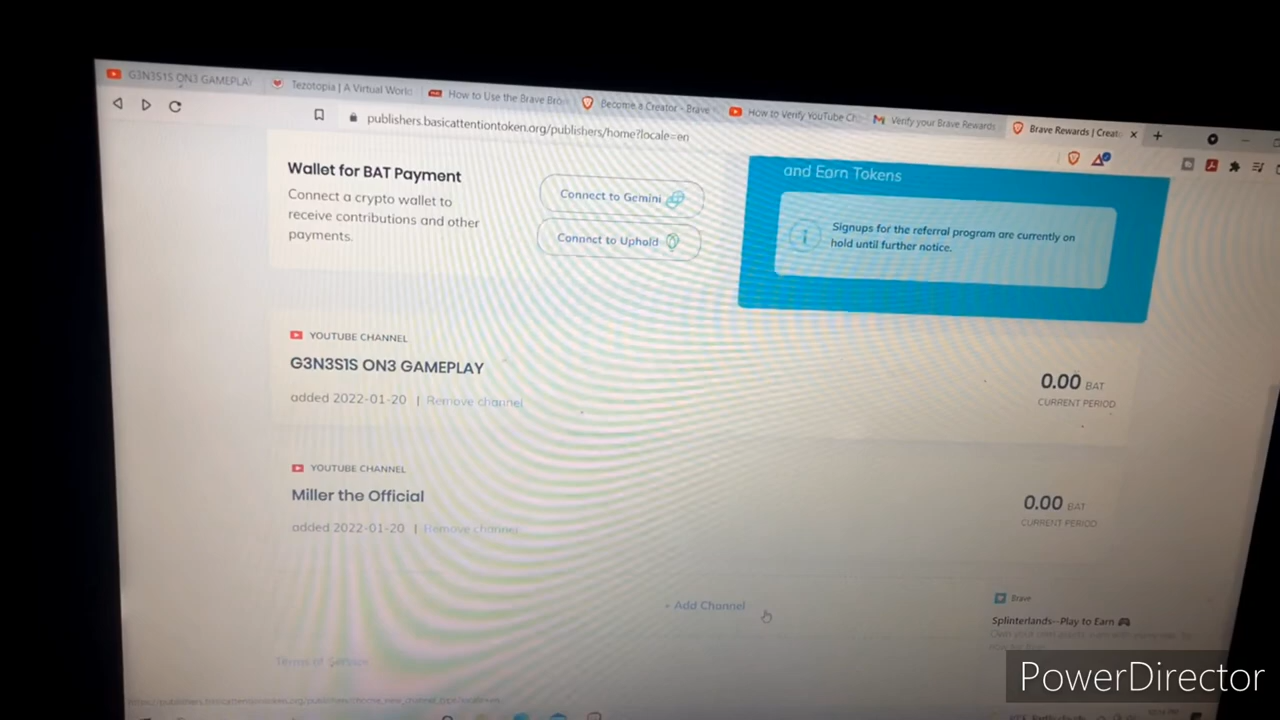 G3N3S1S ON3 GAMEPLAY
Tezotopia | A Virtual World
How to Use the Brave Bro
Become a Creator - Brave
How to Verify YouTube Ch
Verify your Brave Rewards
Brave Rewards | Creat
publishers.basicattentiontoken.org/publishers/home?locale=en
Wallet for BAT Payment
Connect a crypto wallet to
receive contributions and other
payments.
Connect to Gemini
Connect to Uphold
and Earn Tokens
Signups for the referral program are currently on
hold until further notice.
YOUTUBE CHANNEL
G3N3S1S ON3 GAMEPLAY
added 2022-01-20 | Remove channel
0.00 BAT
CURRENT PERIOD
YOUTUBE CHANNEL
Miller the Official
added 2022-01-20 | Remove channel
0.00 BAT
CURRENT PERIOD
+ Add Channel
Brave
Splinterlands--Play to Earn
Terms of Service
PowerDirector